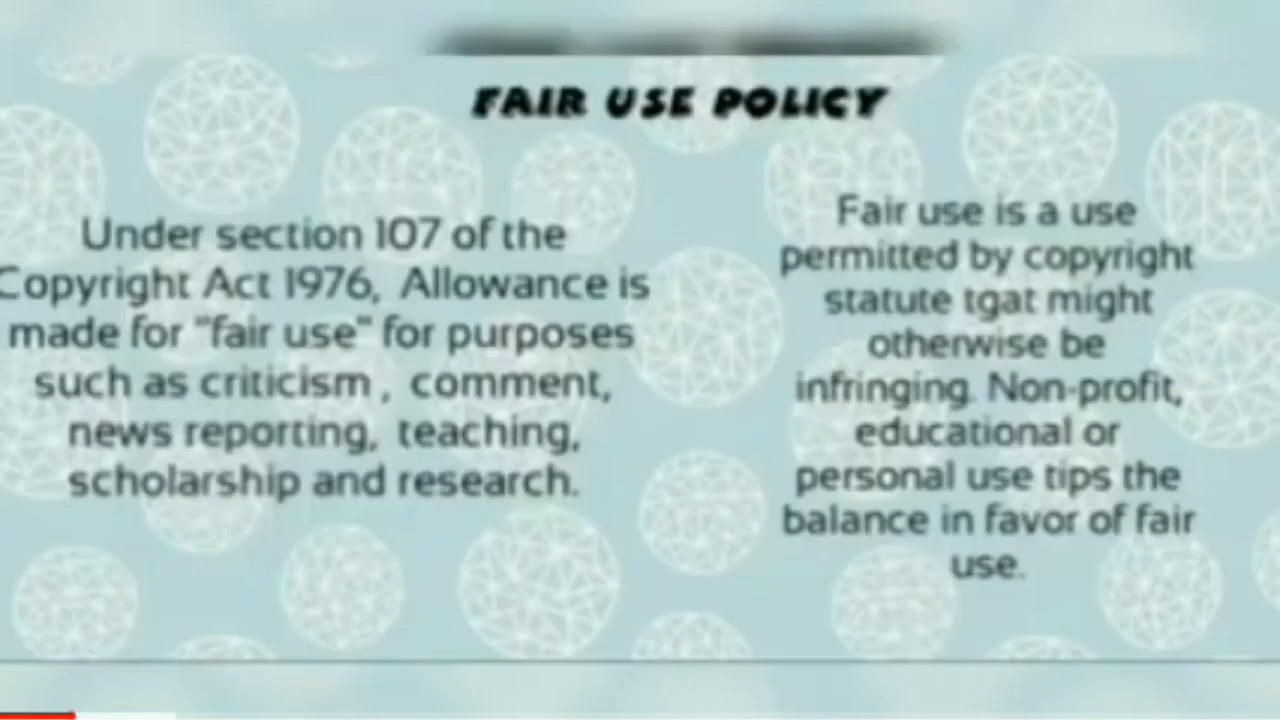 FAIR USE POLICY
Under section 107 of the
Copyright Act 1976, Allowance is
made for "fair use" for purposes
such as criticism , comment,
news reporting, teaching,
scholarship and research.
Fair use is a use
permitted by copyright
statute tgat might
otherwise be
infringing. Non-profit,
educational or
personal use tips the
balance in favor of fair
use.